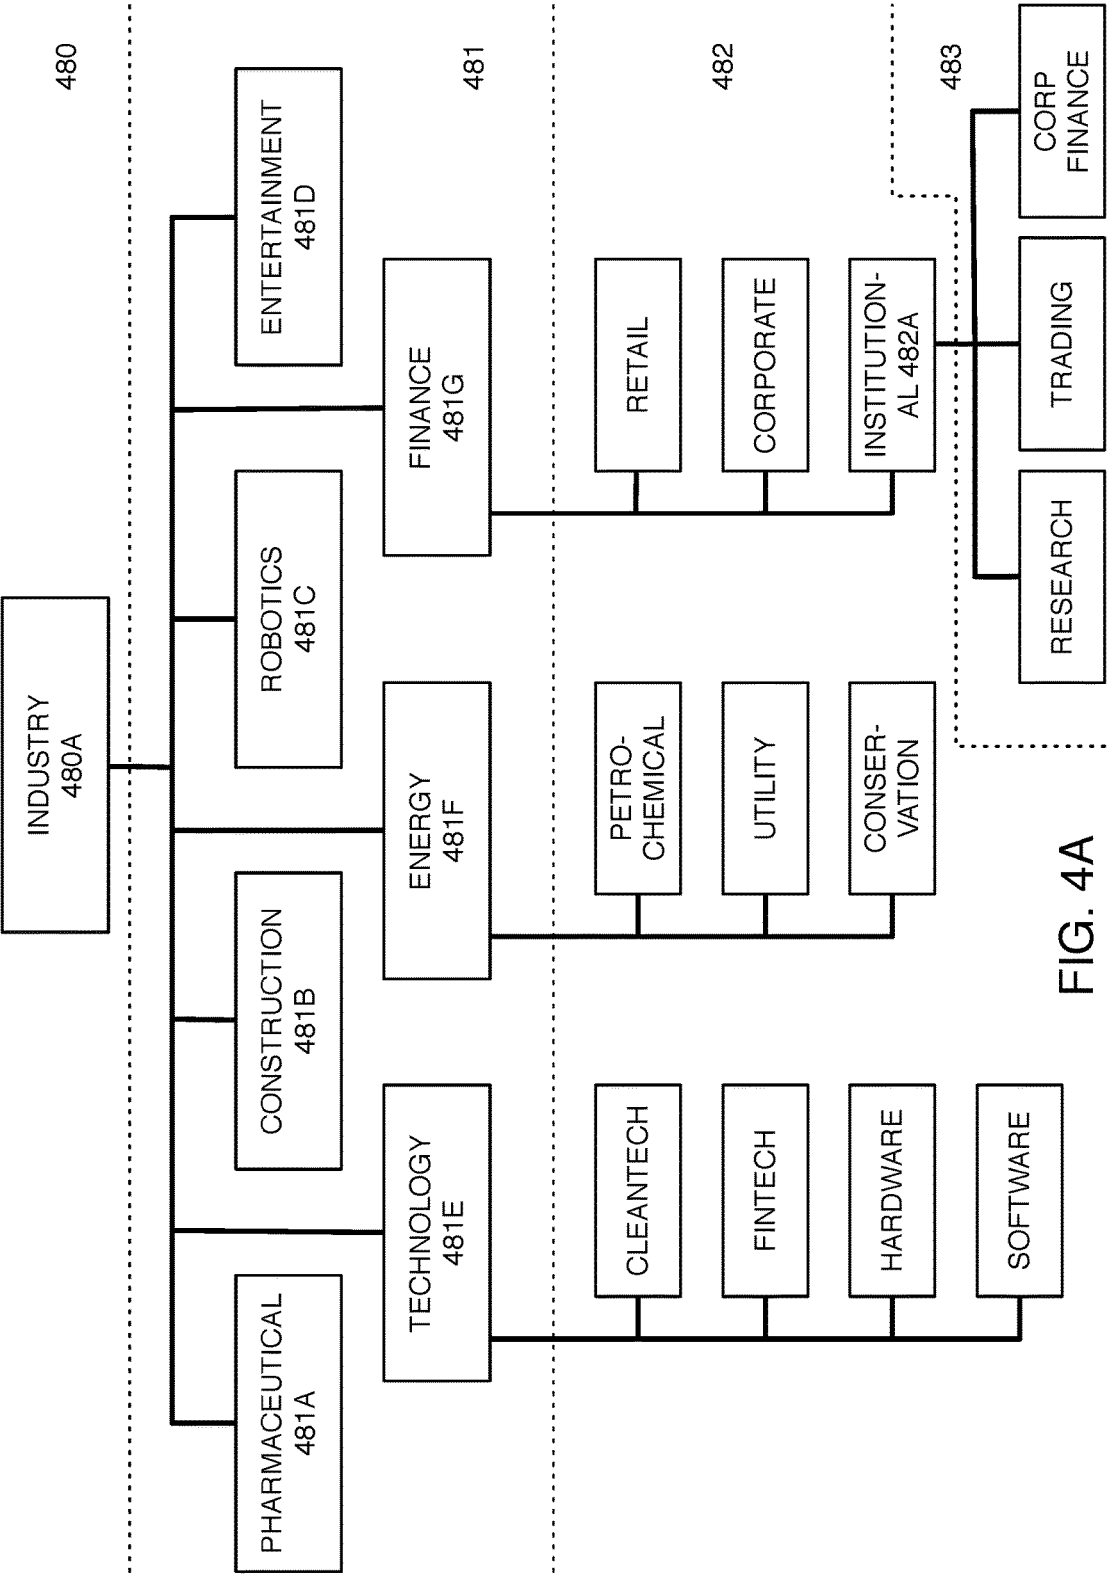 480
INDUSTRY
480A
481
PHARMACEUTICAL
481A
CONSTRUCTION
481B
ROBOTICS
481C
ENTERTAINMENT
481D
TECHNOLOGY
481E
ENERGY
481F
FINANCE
481G
482
CLEANTECH
FINTECH
HARDWARE
SOFTWARE
PETRO-
CHEMICAL
UTILITY
CONSER-
VATION
RETAIL
CORPORATE
INSTITUTION-
AL 482A
483
RESEARCH
TRADING
CORP
FINANCE
FIG. 4A